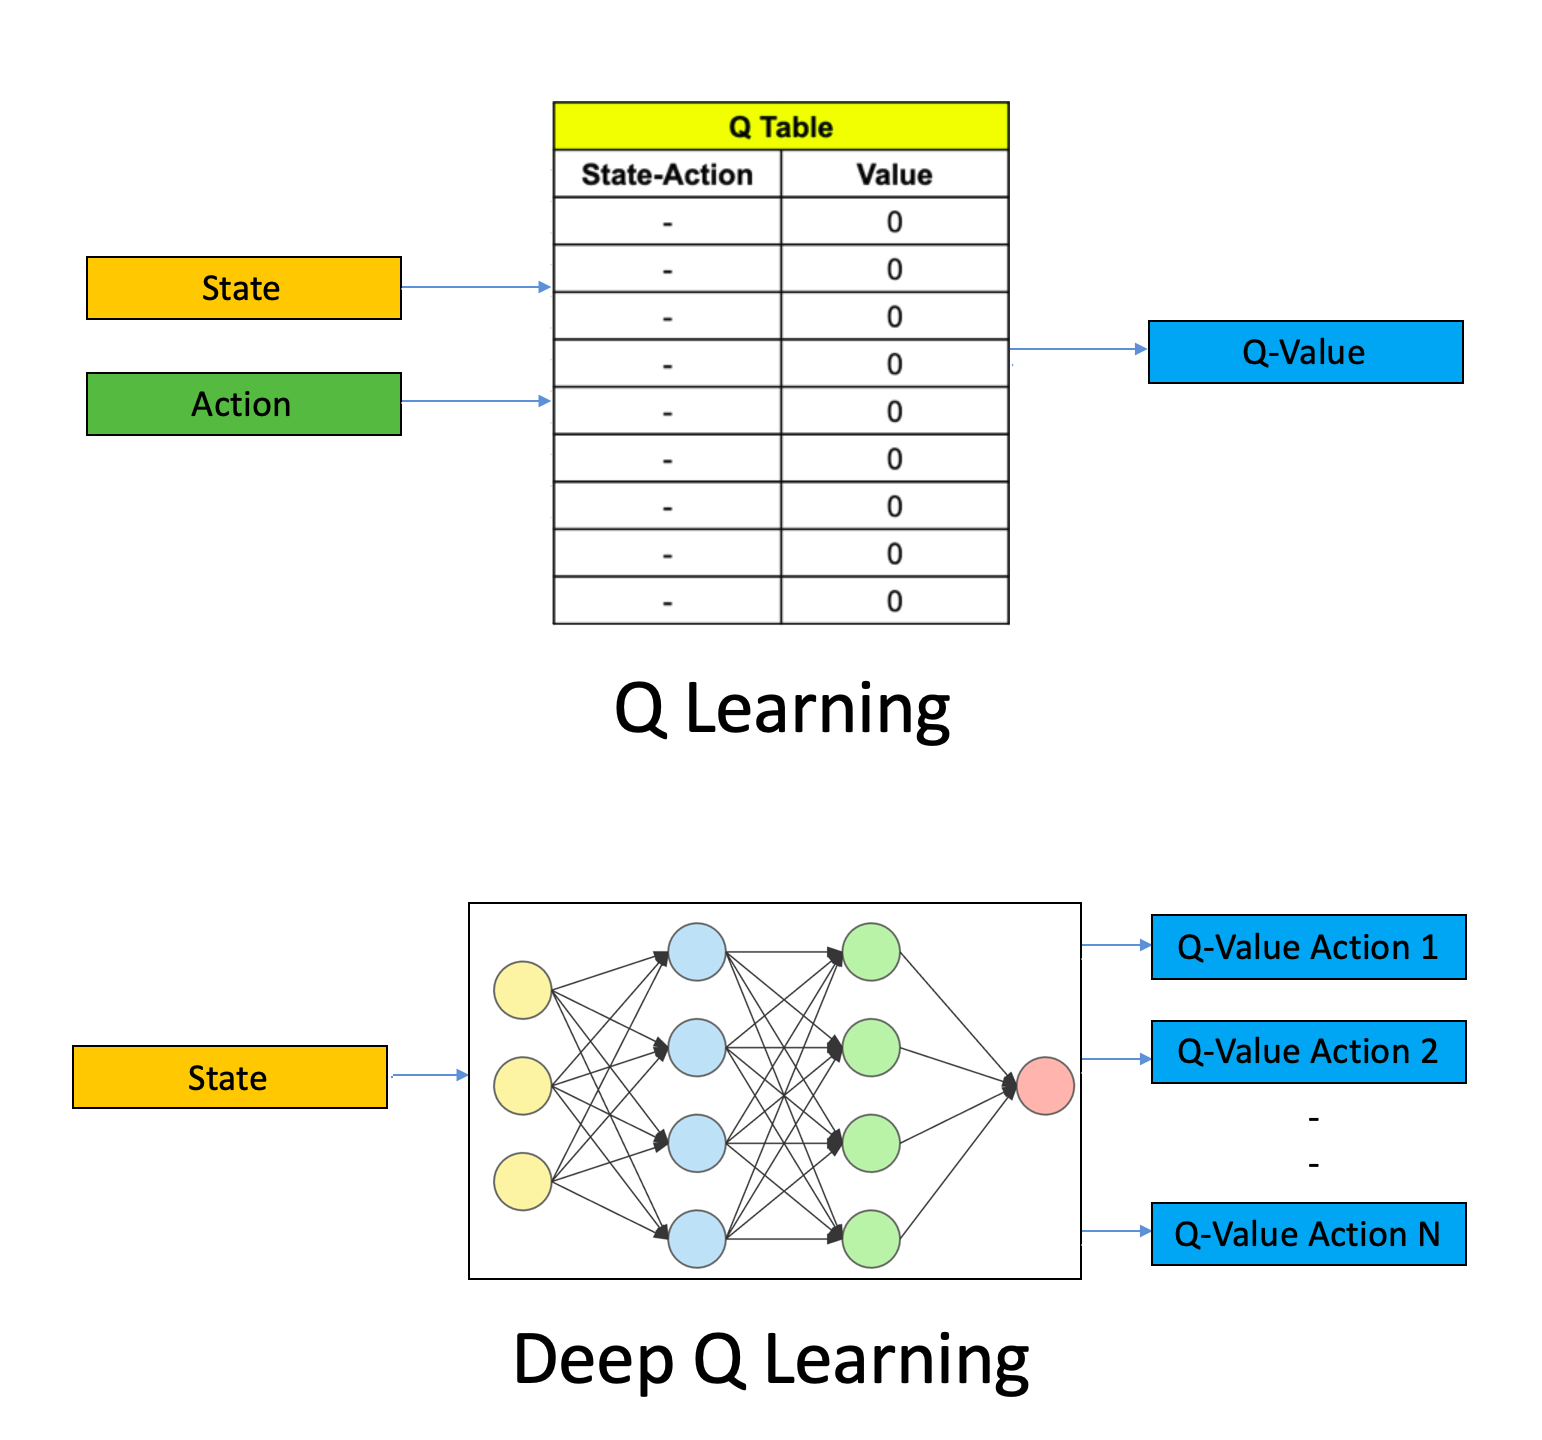 Q Table
State-Action Value
- 0
- 0
- 0
- 0
- 0
- 0
- 0
- 0
- 0
State
Action
Q-Value
Q Learning
State
Q-Value Action 1
Q-Value Action 2
-
-
Q-Value Action N
Deep Q Learning